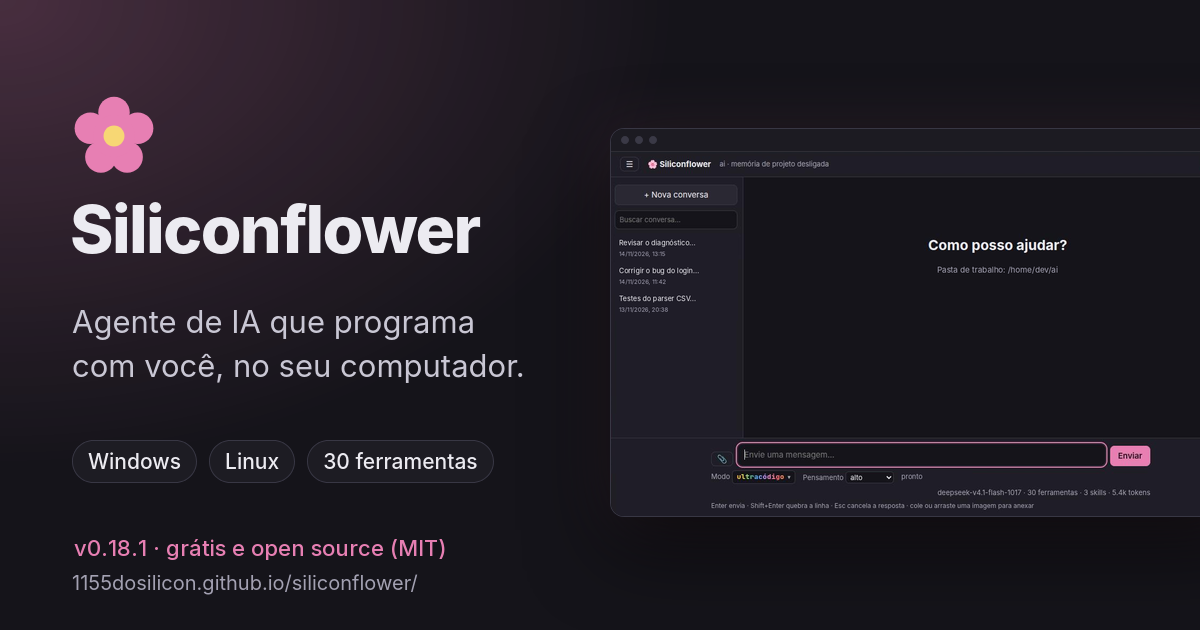 Siliconflower
Agente de IA que programa
com você, no seu computador.
Windows
Linux
30 ferramentas
v0.18.1 · grátis e open source (MIT)
1155dosilicon.github.io/siliconflower/
☰
Siliconflower
ai · memória de projeto desligada
+ Nova conversa
Buscar conversa...
Revisar o diagnóstico...
14/11/2026, 13:15
Corrigir o bug do login...
14/11/2026, 11:42
Testes do parser CSV...
13/11/2026, 20:38
Como posso ajudar?
Pasta de trabalho: /home/dev/ai
Envie uma mensagem...
Enviar
Modo ultracódigo ▾ Pensamento alto pronto
deepseek-v4.1-flash-1017 · 30 ferramentas · 3 skills · 5.4k tokens
Enter envia · Shift+Enter quebra a linha · Esc cancela a resposta · cole ou arraste uma imagem para anexar